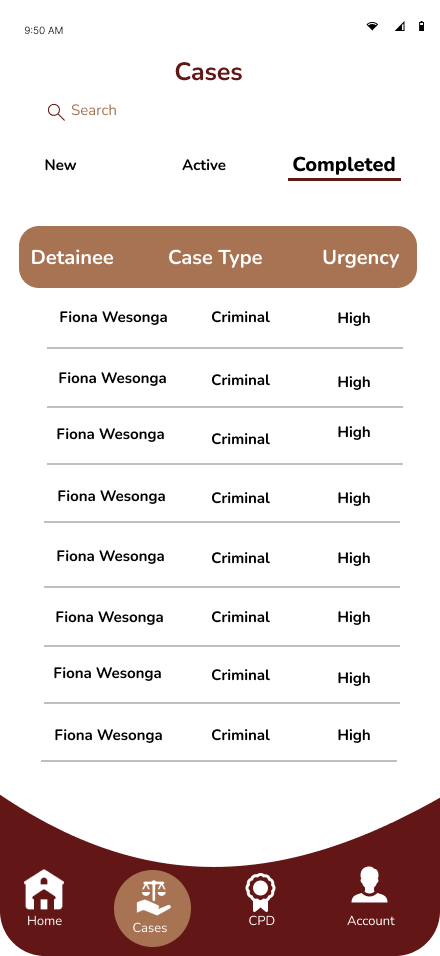 9:50 AM
Cases
Search
New Active Completed
Detainee Case Type Urgency
Fiona Wesonga Criminal High
Fiona Wesonga Criminal High
Fiona Wesonga Criminal High
Fiona Wesonga Criminal High
Fiona Wesonga Criminal High
Fiona Wesonga Criminal High
Fiona Wesonga Criminal High
Fiona Wesonga Criminal High
Home Cases CPD Account